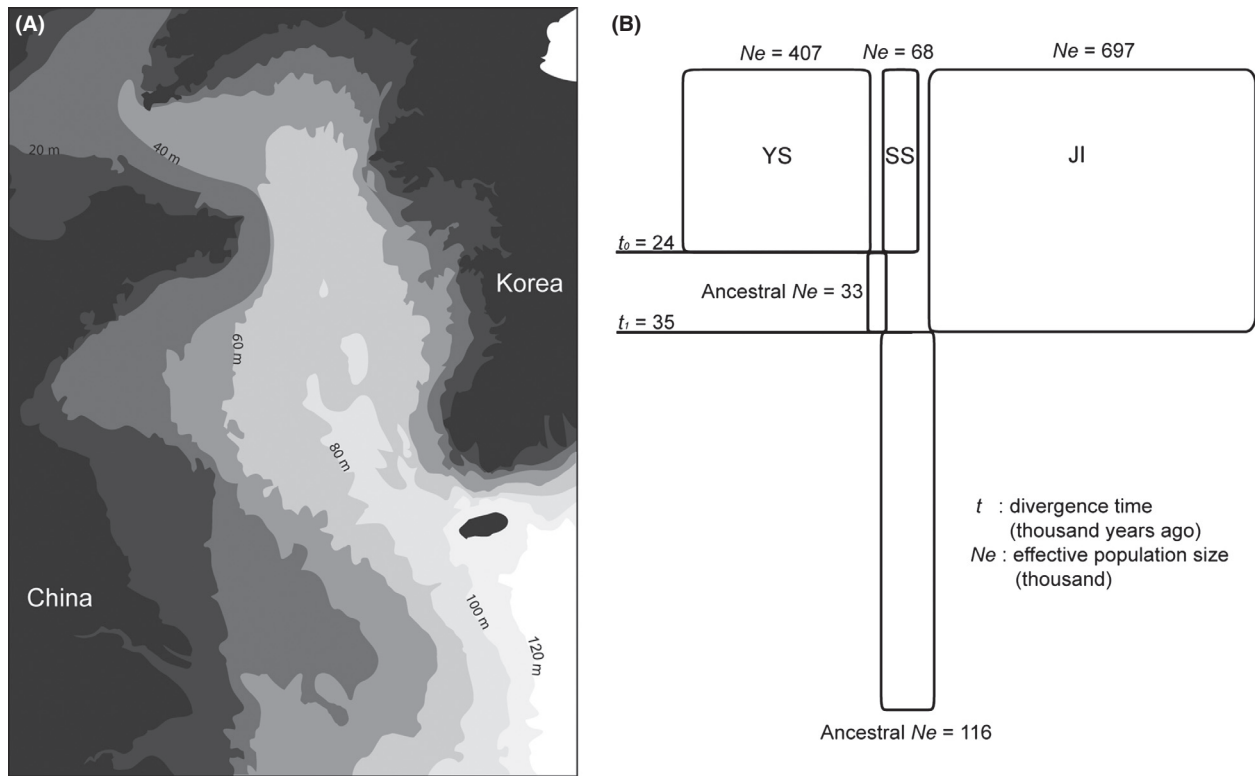 (A)
20 m
40 m
Korea
60 m
80 m
China
100 m
120 m
(B)
Ne = 407
Ne = 68
Ne = 697
YS
SS
JI
t₀ = 24
Ancestral Ne = 33
t₁ = 35
t : divergence time
(thousand years ago)
Ne : effective population size
(thousand)
Ancestral Ne = 116